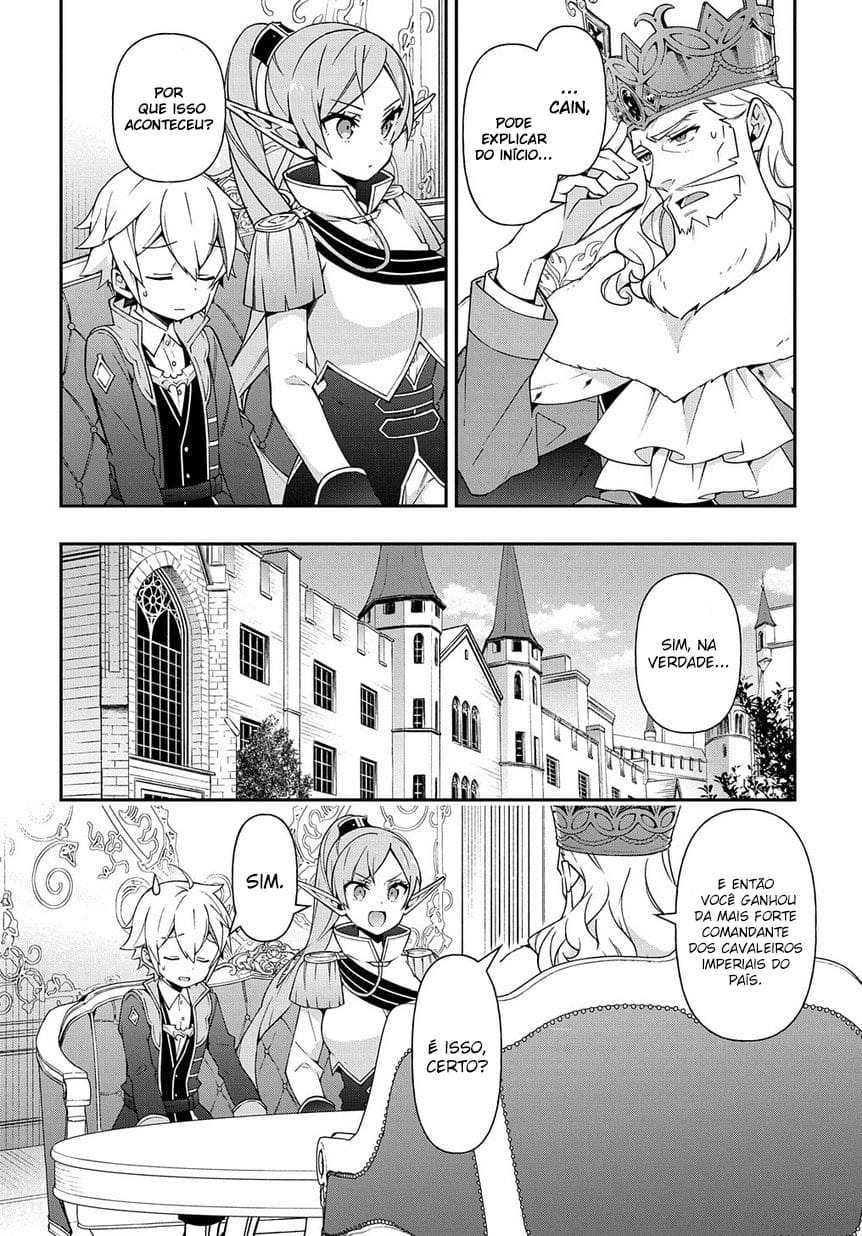 ...
CAIN,
PODE
EXPLICAR
DO INÍCIO...
POR
QUE ISSO
ACONTECEU?
SIM, NA
VERDADE...
E ENTÃO
VOCÊ GANHOU
DA MAIS FORTE
COMANDANTE
DOS CAVALEIROS
IMPERIAIS DO
PAÍS.
É ISSO,
CERTO?
SIM.